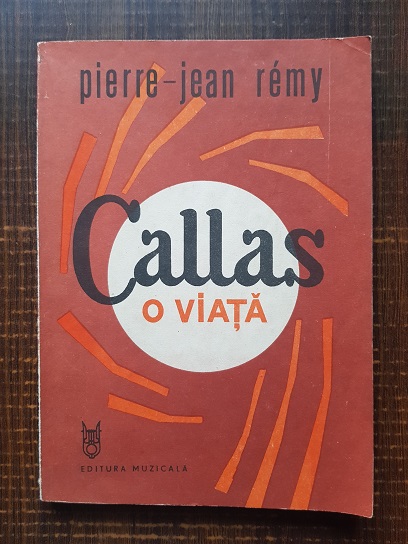 pierre-jean rémy
Callas
O VIAȚĂ
EDITURA MUZICALĂ